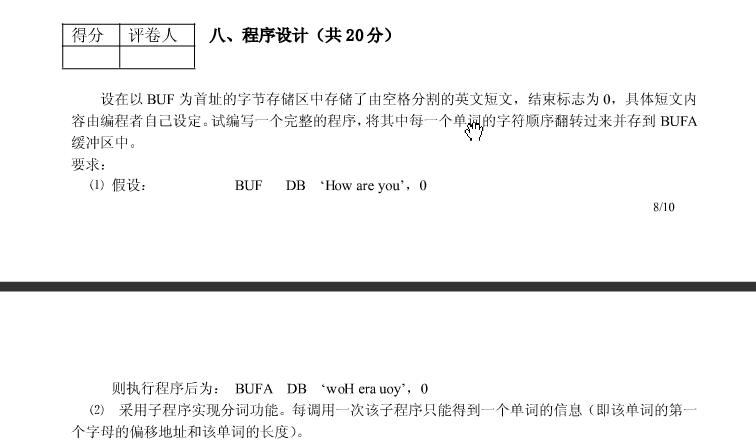 得分 评卷人 八、程序设计（共 20 分）
设在以 BUF 为首址的字节存储区中存储了由空格分割的英文短文，结束标志为 0，具体短文内
容由编程者自己设定。试编写一个完整的程序，将其中每一个单词的字符顺序翻转过来并存到 BUFA
缓冲区中。
要求：
⑴ 假设： BUF DB ‘How are you’，0
8/10
则执行程序后为： BUFA DB ‘woH era uoy’，0
⑵ 采用子程序实现分词功能。每调用一次该子程序只能得到一个单词的信息（即该单词的第一
个字母的偏移地址和该单词的长度）。